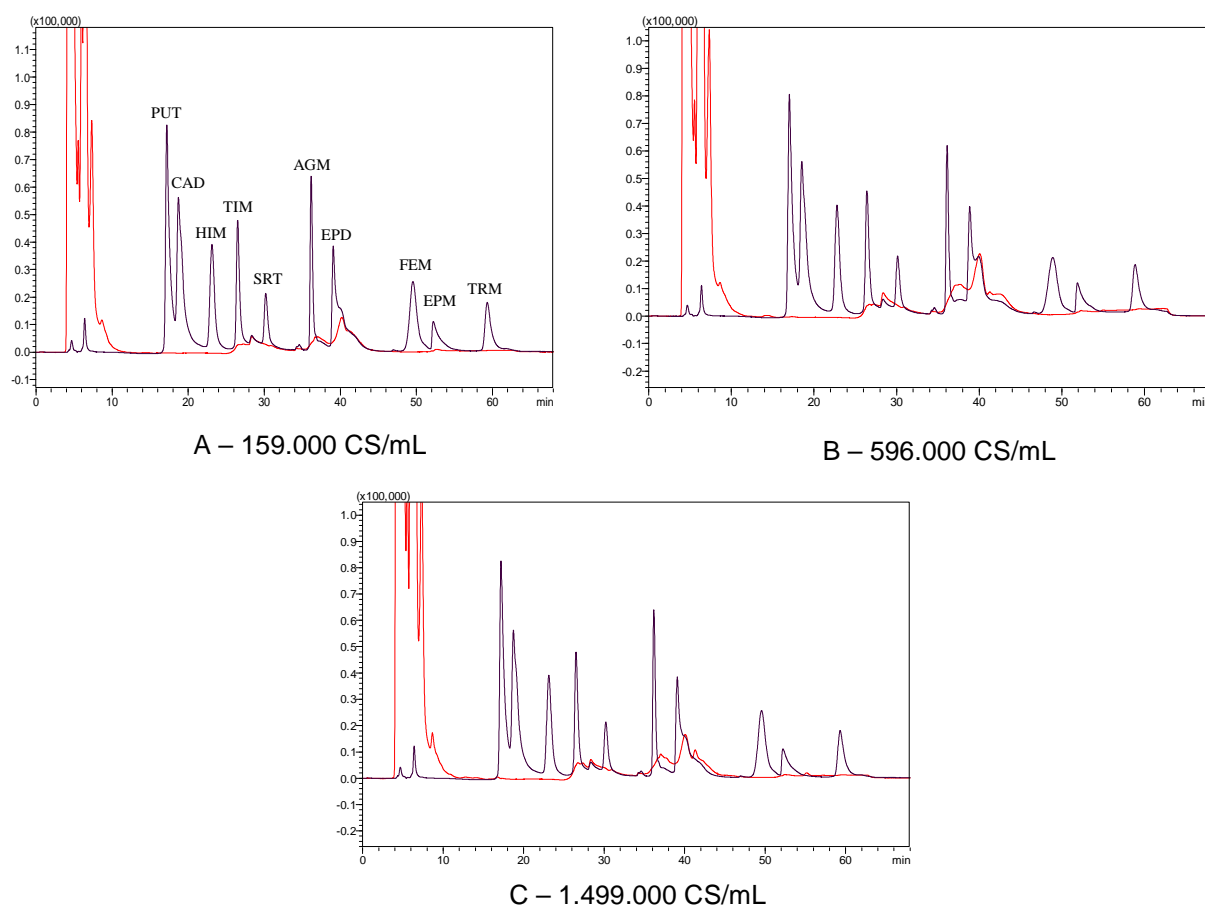 (x100,000)
1.1
1.0
0.9
0.8
0.7
0.6
0.5
0.4
0.3
0.2
0.1
0.0
-0.1
PUT
CAD
HIM
TIM
SRT
AGM
EPD
FEM
EPM
TRM
0 10 20 30 40 50 60 min
A – 159.000 CS/mL
(x100,000)
1.0
0.9
0.8
0.7
0.6
0.5
0.4
0.3
0.2
0.1
0.0
-0.1
-0.2
0 10 20 30 40 50 60 min
B – 596.000 CS/mL
(x100,000)
1.0
0.9
0.8
0.7
0.6
0.5
0.4
0.3
0.2
0.1
0.0
-0.1
-0.2
0 10 20 30 40 50 60 min
C – 1.499.000 CS/mL